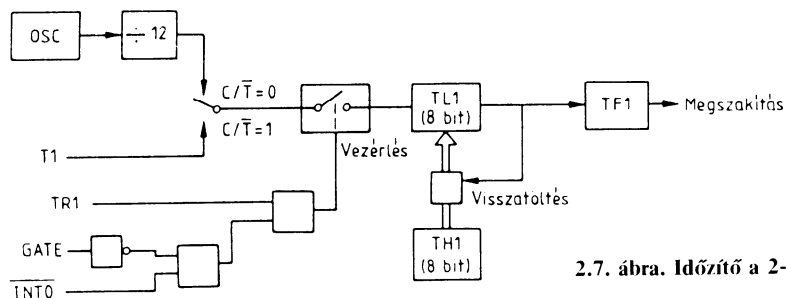 OSC
÷ 12
C/T̅=0
C/T̅=1
T1
Vezérlés
TL1
(8 bit)
TF1
Megszakítás
Visszatöltés
TR1
TH1
(8 bit)
GATE
I̅N̅T̅0̅
2.7. ábra. Időzítő a 2-